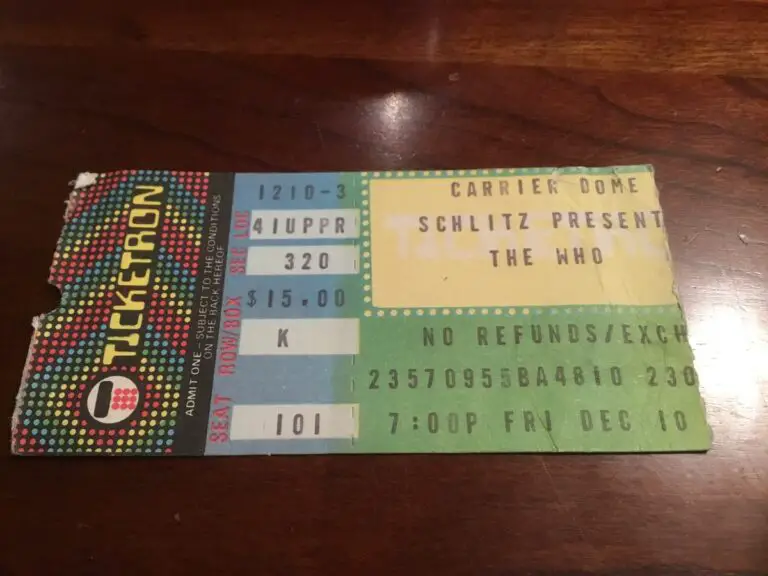 TICKETRON
ADMIT ONE – SUBJECT TO THE CONDITIONS
ON THE BACK HEREOF
SEAT ROW/BOX SEC LOC
1210-3
41UPPR
320
$15.00
K
101
CARRIER DOME
SCHLITZ PRESENT
THE WHO
NO REFUNDS/EXCH
23570955BA4810 230
7:00P FRI DEC 10